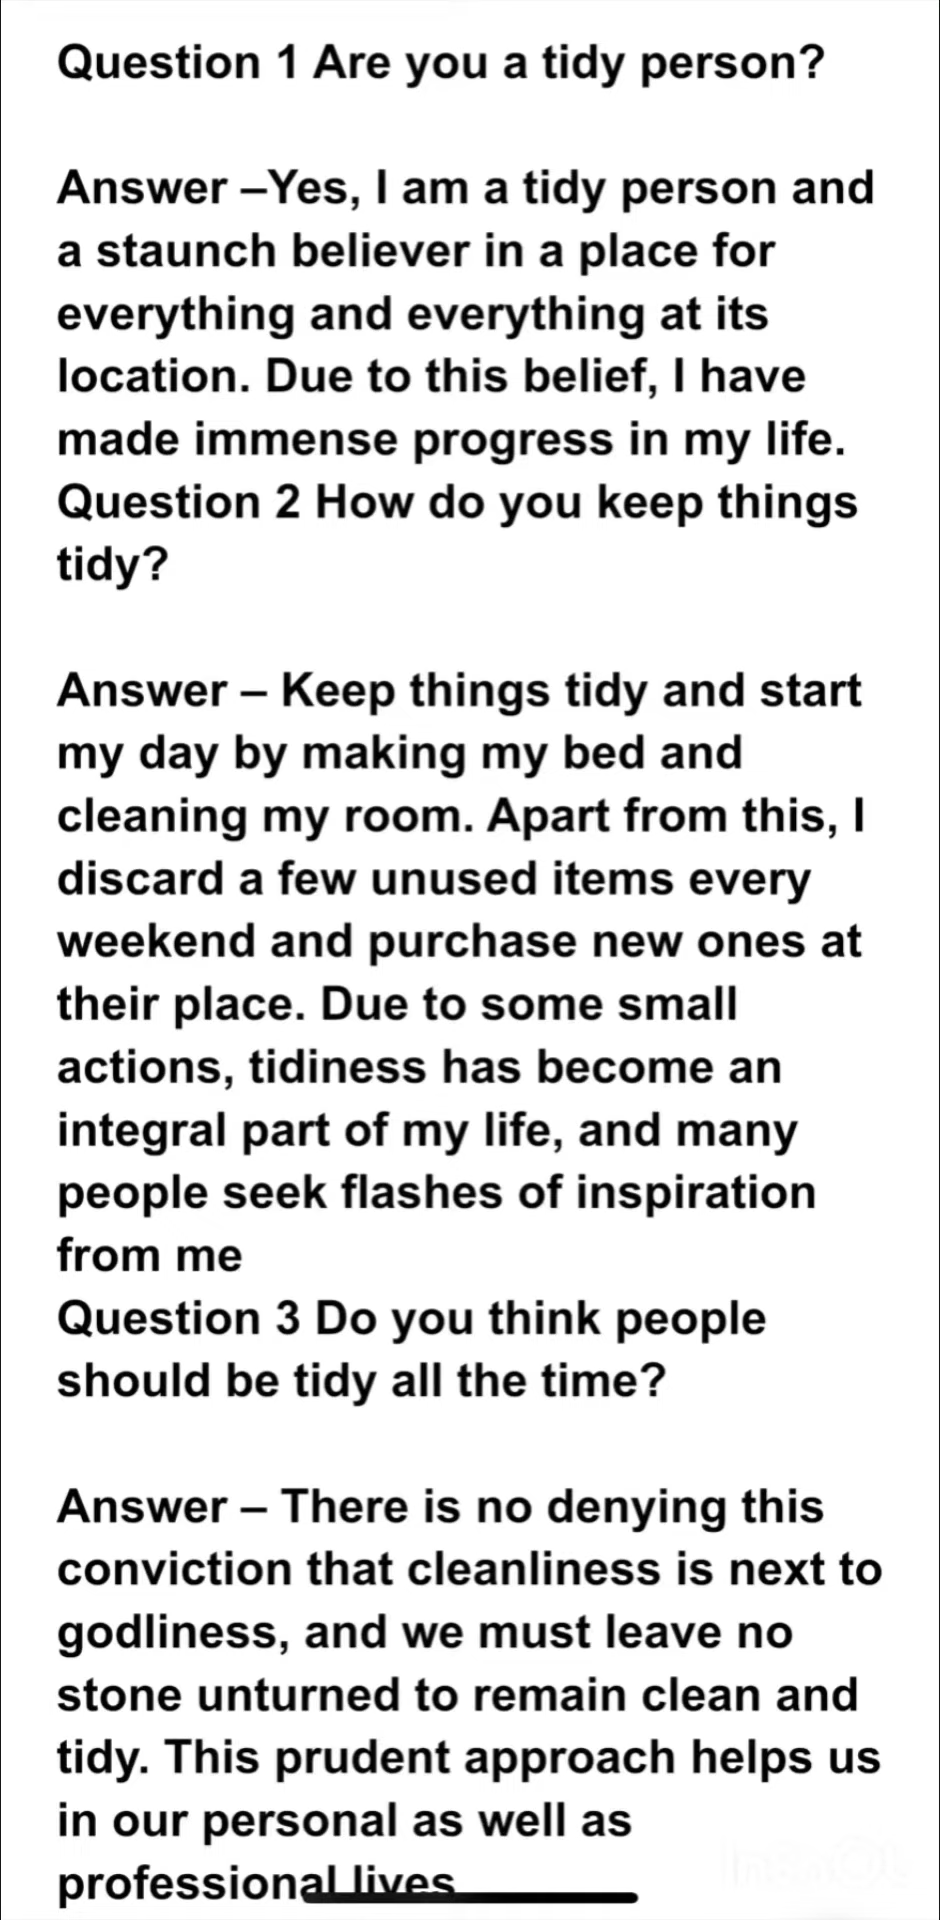 Question 1 Are you a tidy person?
Answer –Yes, I am a tidy person and
a staunch believer in a place for
everything and everything at its
location. Due to this belief, I have
made immense progress in my life.
Question 2 How do you keep things
tidy?
Answer – Keep things tidy and start
my day by making my bed and
cleaning my room. Apart from this, I
discard a few unused items every
weekend and purchase new ones at
their place. Due to some small
actions, tidiness has become an
integral part of my life, and many
people seek flashes of inspiration
from me
Question 3 Do you think people
should be tidy all the time?
Answer – There is no denying this
conviction that cleanliness is next to
godliness, and we must leave no
stone unturned to remain clean and
tidy. This prudent approach helps us
in our personal as well as
professional lives